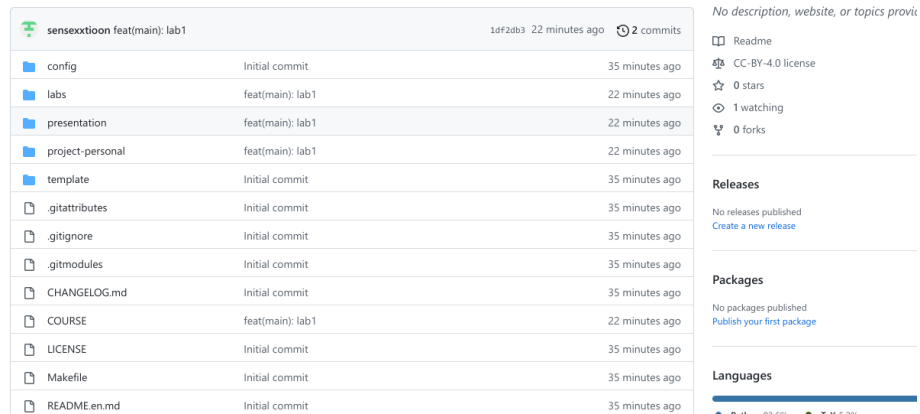 sensexxtioon feat(main): lab1 1df2db3 22 minutes ago 2 commits
config Initial commit 35 minutes ago
labs feat(main): lab1 22 minutes ago
presentation feat(main): lab1 22 minutes ago
project-personal feat(main): lab1 22 minutes ago
template Initial commit 35 minutes ago
.gitattributes Initial commit 35 minutes ago
.gitignore Initial commit 35 minutes ago
.gitmodules Initial commit 35 minutes ago
CHANGELOG.md Initial commit 35 minutes ago
COURSE feat(main): lab1 22 minutes ago
LICENSE Initial commit 35 minutes ago
Makefile Initial commit 35 minutes ago
README.en.md Initial commit 35 minutes ago
No description, website, or topics
Readme
CC-BY-4.0 license
0 stars
1 watching
0 forks
Releases
No releases published
Create a new release
Packages
No packages published
Publish your first package
Languages